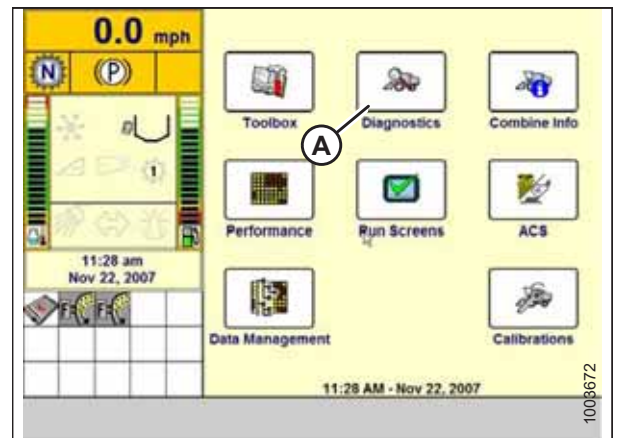 0.0 mph
N
P
1
11:28 am
Nov 22, 2007
F
F
Toolbox
Diagnostics
Combine Info
A
Performance
Run Screens
ACS
Data Management
Calibrations
11:28 AM - Nov 22, 2007
1003672